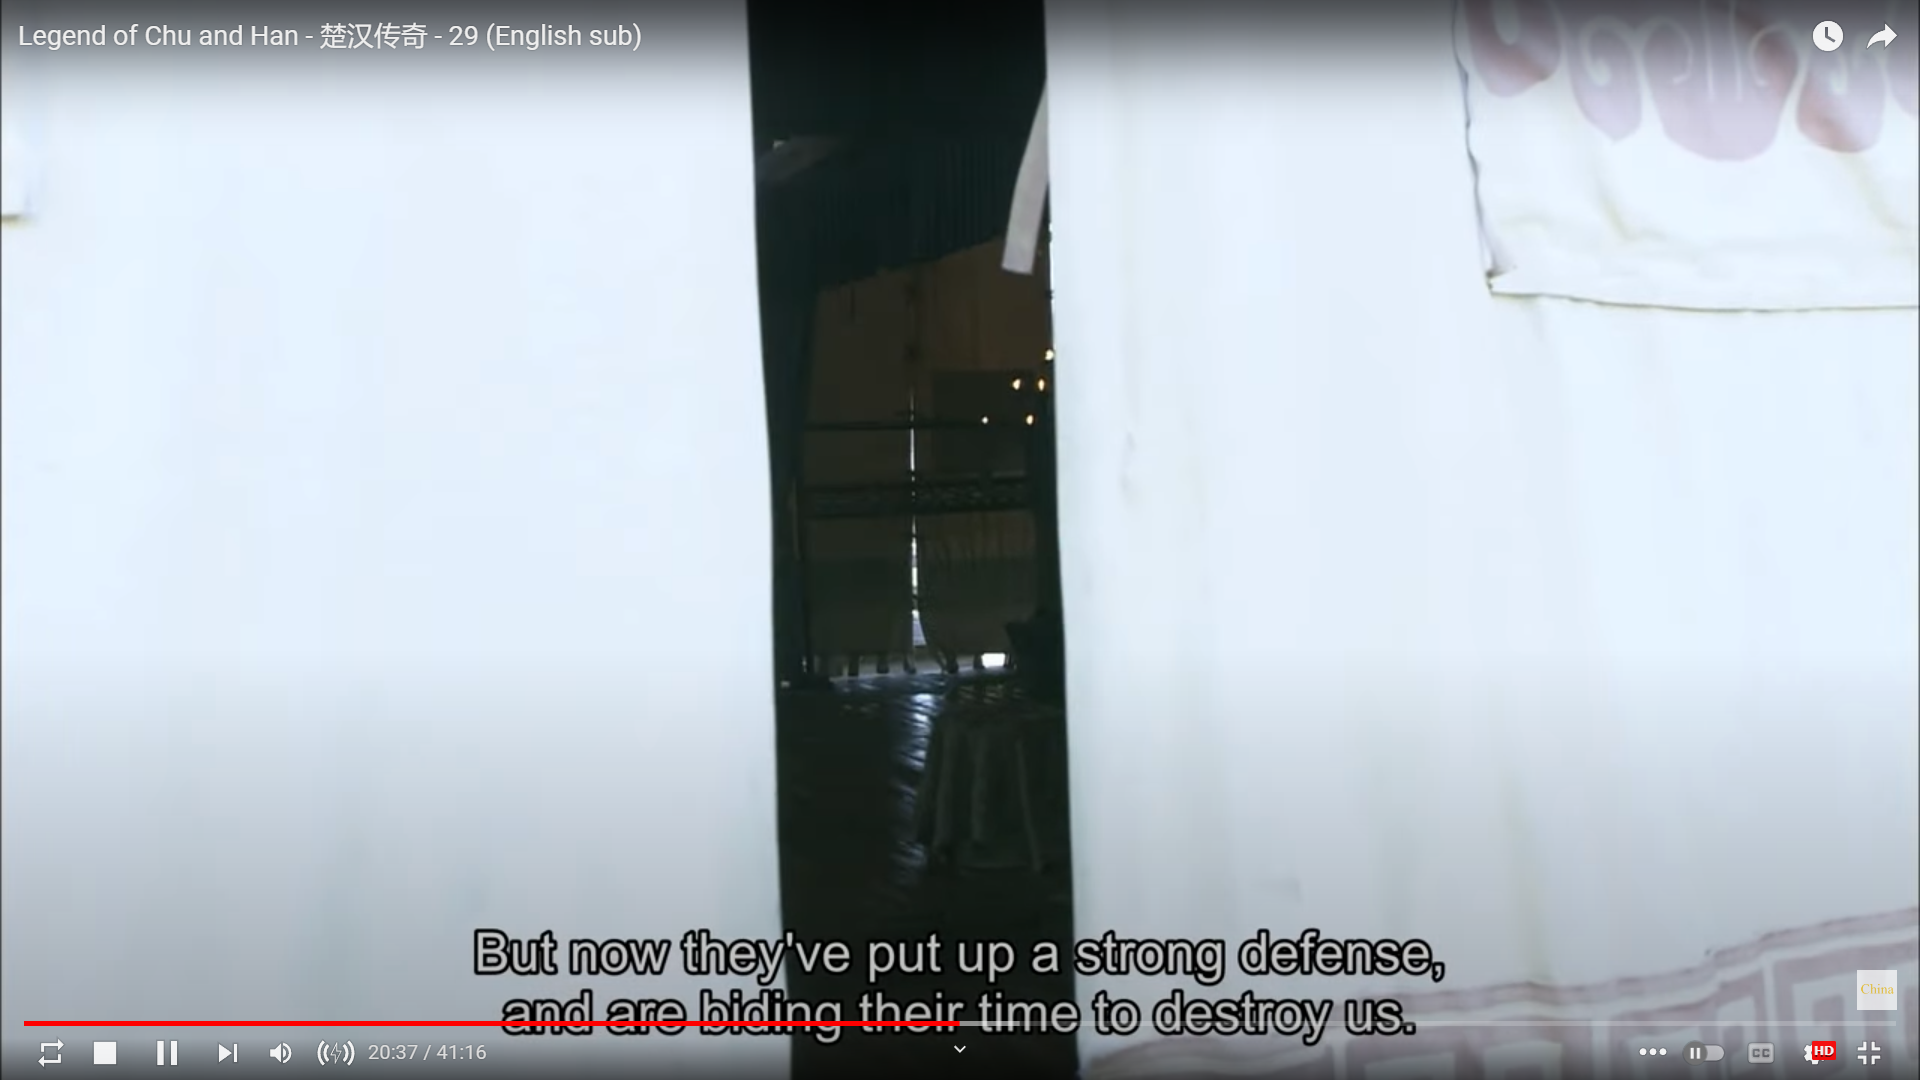 Legend of Chu and Han - 楚汉传奇 - 29 (English sub)
But now they've put up a strong defense,
and are biding their time to destroy us.
China
20:37 / 41:16
CC
HD